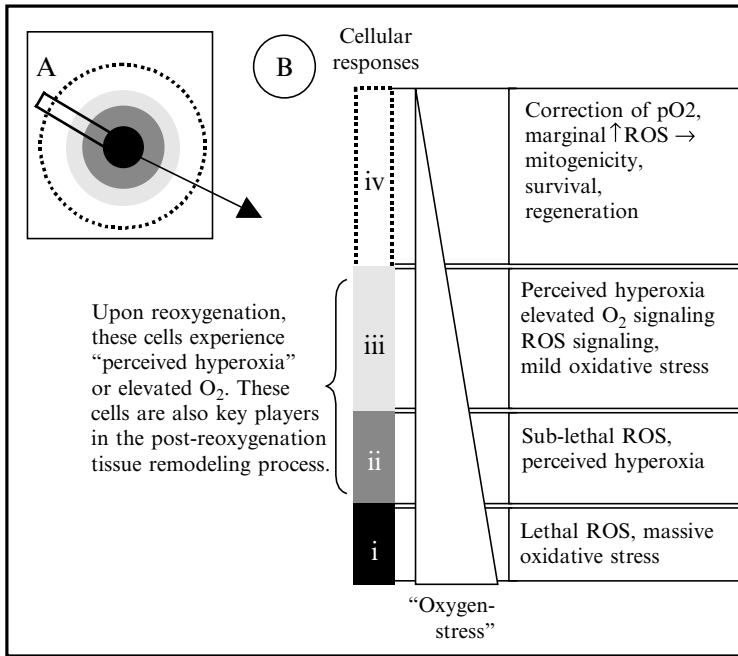 A
B
Cellular
responses
iv
iii
ii
i
Upon reoxygenation,
these cells experience
“perceived hyperoxia”
or elevated O₂. These
cells are also key players
in the post-reoxygenation
tissue remodeling process.
“Oxygen-
stress”
Correction of pO2,
marginal ↑ROS →
mitogenicity,
survival,
regeneration
Perceived hyperoxia
elevated O₂ signaling
ROS signaling,
mild oxidative stress
Sub-lethal ROS,
perceived hyperoxia
Lethal ROS, massive
oxidative stress